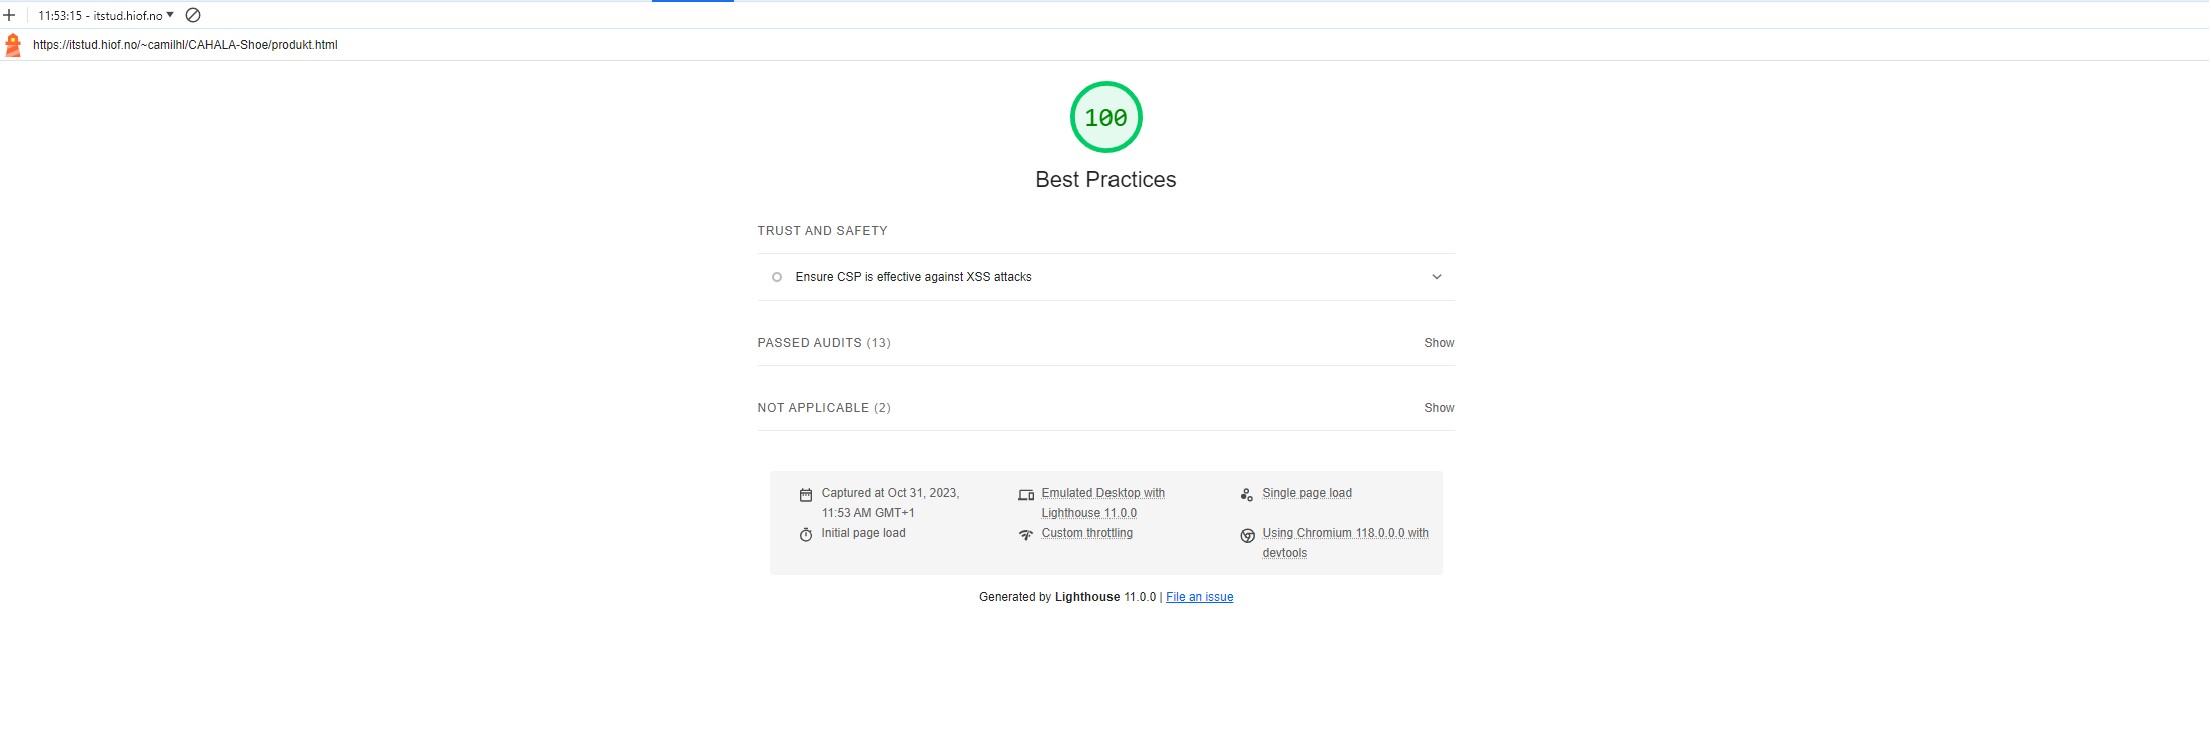 11:53:15 - itstud.hiof.no
https://itstud.hiof.no/~camilhl/CAHALA-Shoe/produkt.html
100
Best Practices
TRUST AND SAFETY
Ensure CSP is effective against XSS attacks
PASSED AUDITS (13)
Show
NOT APPLICABLE (2)
Show
Captured at Oct 31, 2023,
11:53 AM GMT+1
Emulated Desktop with
Lighthouse 11.0.0
Single page load
Initial page load
Custom throttling
Using Chromium 118.0.0.0 with
devtools
Generated by Lighthouse 11.0.0 | File an issue